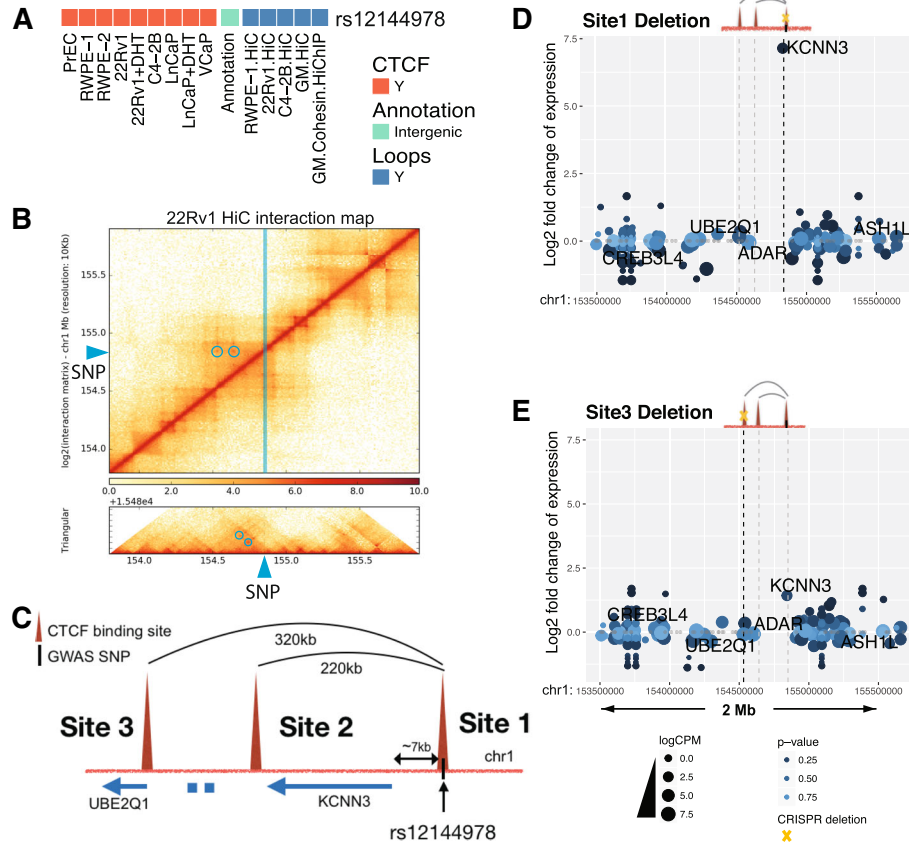 A
rs12144978
PrEC
RWPE-1
RWPE-2
22Rv1
22Rv1+DHT
C4-2B
LnCaP
LnCaP+DHT
VCaP
Annotation
RWPE-1.HiC
22Rv1.HiC
C4-2B.HiC
GM.HiC
GM.Cohesin.HiChIP
CTCF
Y
Annotation
Intergenic
Loops
Y
B
22Rv1 HiC interaction map
log2(interaction matrix) - chr1 Mb (resolution: 10Kb)
155.5
155.0
154.5
154.0
SNP
0.0 2.0 4.0 6.0 8.0 10.0
+1.548e4
Triangular
154.0 154.5 155.0 155.5
SNP
C
CTCF binding site
GWAS SNP
320kb
220kb
Site 3
Site 2
Site 1
~7kb
chr1
UBE2Q1
KCNN3
rs12144978
D
Site1 Deletion
Log2 fold change of expression
7.5
5.0
2.5
0.0
KCNN3
UBE2Q1
ASH1L
CREB3L4
ADAR
chr1:
153500000 154000000 154500000 155000000 155500000
E
Site3 Deletion
Log2 fold change of expression
7.5
5.0
2.5
0.0
KCNN3
CREB3L4
ADAR
UBE2Q1
ASH1L
chr1:
153500000 154000000 154500000 155000000 155500000
2 Mb
logCPM
0.0
2.5
5.0
7.5
p–value
0.25
0.50
0.75
CRISPR deletion